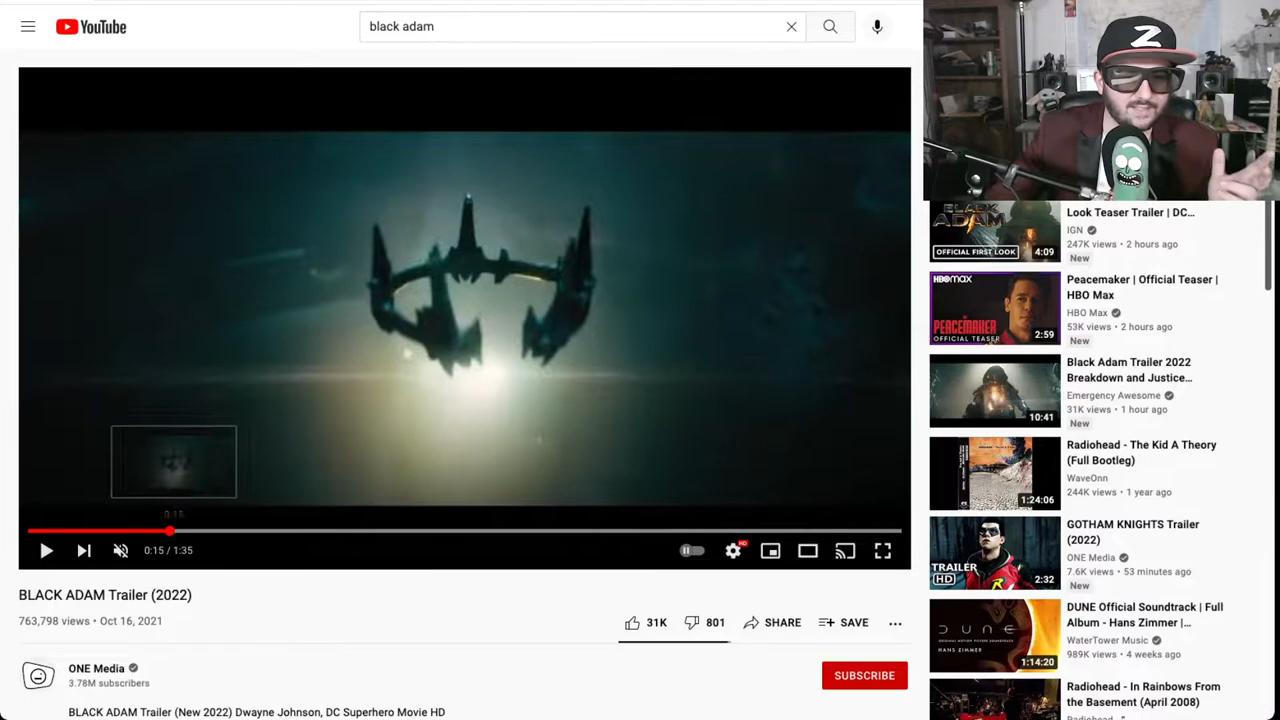 YouTube
black adam
Z
Look Teaser Trailer | DC...
IGN
247K views • 2 hours ago
New
BLACK
ADAM
OFFICIAL FIRST LOOK
4:09
Peacemaker | Official Teaser |
HBO Max
HBO Max
53K views • 2 hours ago
New
HBOmax
PEACEMAKER
OFFICIAL TEASER
2:59
Black Adam Trailer 2022
Breakdown and Justice...
Emergency Awesome
31K views • 1 hour ago
New
10:41
Radiohead - The Kid A Theory
(Full Bootleg)
WaveOnn
244K views • 1 year ago
1:24:06
GOTHAM KNIGHTS Trailer
(2022)
ONE Media
7.6K views • 53 minutes ago
New
TRAILER
HD
2:32
DUNE Official Soundtrack | Full
Album - Hans Zimmer |...
WaterTower Music
989K views • 4 weeks ago
DUNE
HANS ZIMMER
1:14:20
Radiohead - In Rainbows From
the Basement (April 2008)
0:15
0:15 / 1:35
HD
BLACK ADAM Trailer (2022)
763,798 views • Oct 16, 2021
31K
801
SHARE
SAVE
ONE Media
3.78M subscribers
SUBSCRIBE
BLACK ADAM Trailer (New 2022) Dwayne Johnson, DC Superhero Movie HD